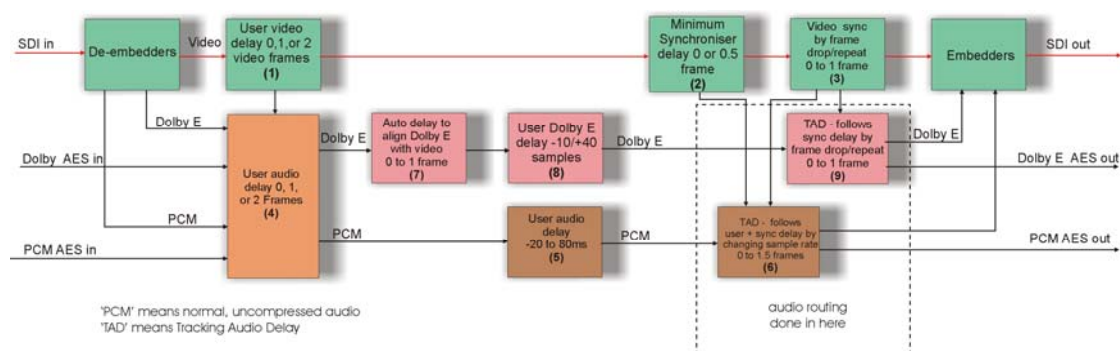 SDI in
De-embedders
Video
User video
delay 0,1,or 2
video frames
(1)
Minimum
Synchroniser
delay 0 or 0.5
frame
(2)
Video sync
by frame
drop/repeat
0 to 1 frame
(3)
Embedders
SDI out
Dolby E
Dolby AES in
PCM
PCM AES in
User audio
delay 0, 1,
or 2 Frames
(4)
Dolby E
Auto delay to
align Dolby E
with video
0 to 1 frame
(7)
User Dolby E
delay -10/+40
samples
(8)
Dolby E
TAD - follows
sync delay by
frame drop/repeat
0 to 1 frame
(9)
Dolby E
Dolby E AES out
PCM
User audio
delay
-20 to 80ms
(5)
PCM
TAD - follows
user + sync delay by
changing sample rate
0 to 1.5 frames
(6)
PCM AES out
'PCM' means normal, uncompressed audio
'TAD' means Tracking Audio Delay
audio routing
done in here